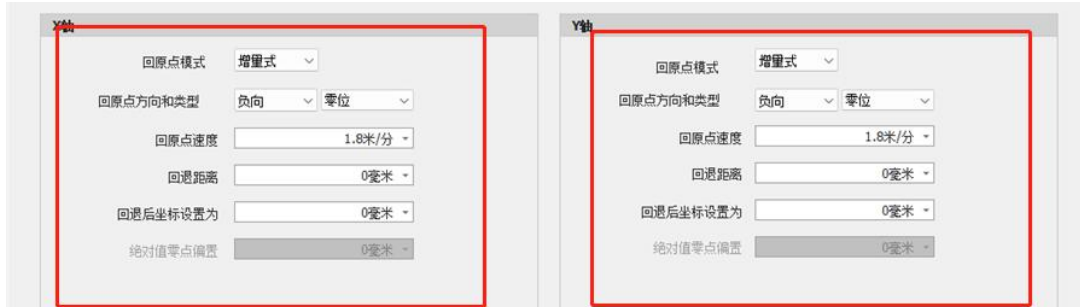 X轴
回原点模式 增量式
回原点方向和类型 负向 零位
回原点速度 1.8米/分
回退距离 0毫米
回退后坐标设置为 0毫米
绝对值零点偏置 0毫米
Y轴
回原点模式 增量式
回原点方向和类型 负向 零位
回原点速度 1.8米/分
回退距离 0毫米
回退后坐标设置为 0毫米
绝对值零点偏置 0毫米